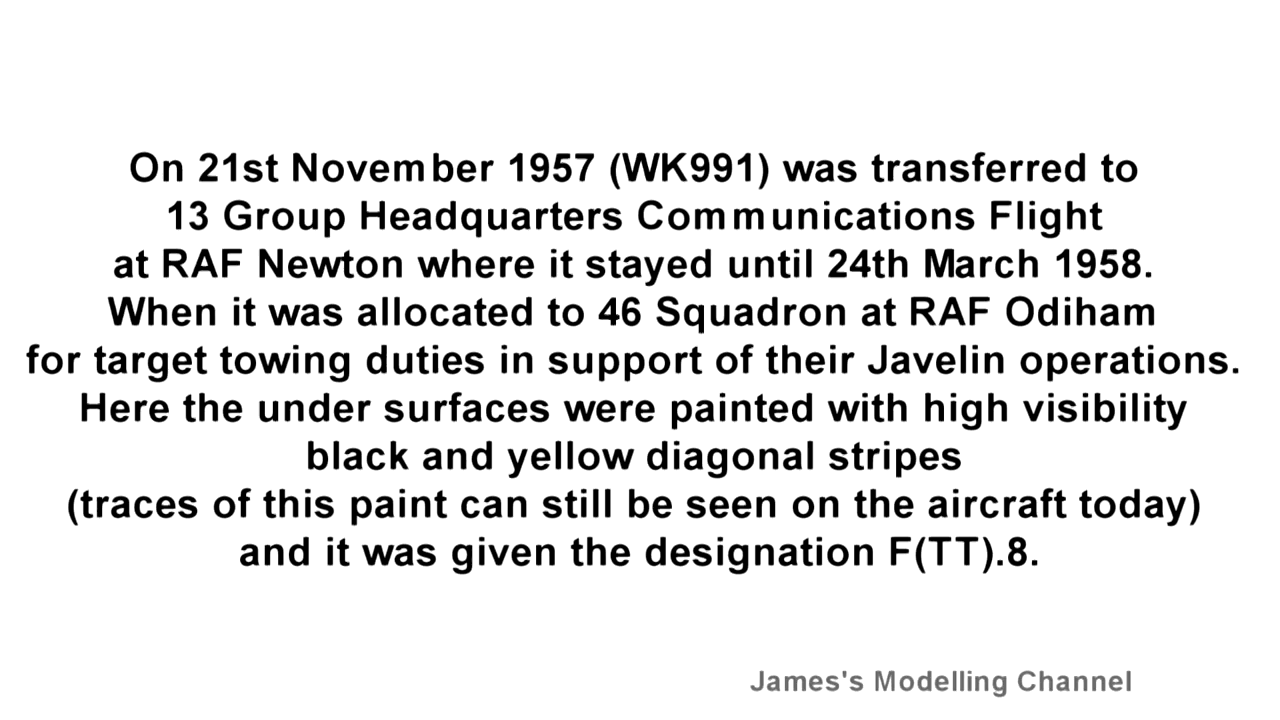 On 21st November 1957 (WK991) was transferred to
13 Group Headquarters Communications Flight
at RAF Newton where it stayed until 24th March 1958.
When it was allocated to 46 Squadron at RAF Odiham
for target towing duties in support of their Javelin operations.
Here the under surfaces were painted with high visibility
black and yellow diagonal stripes
(traces of this paint can still be seen on the aircraft today)
and it was given the designation F(TT).8.
James's Modelling Channel